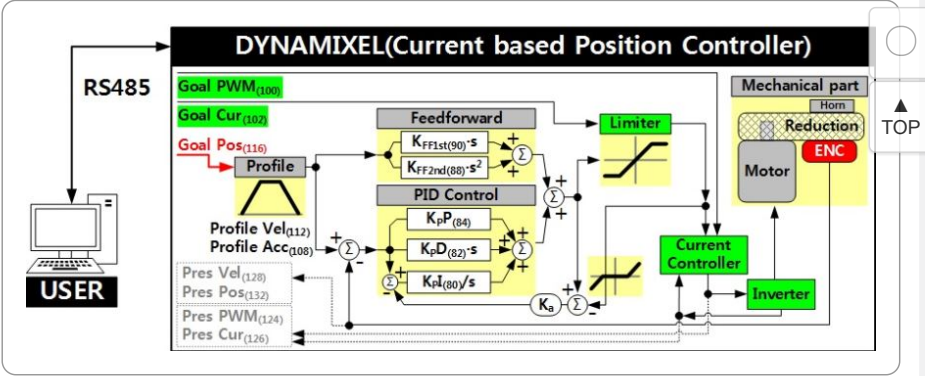 DYNAMIXEL(Current based Position Controller)
RS485
Goal PWM(100)
Goal Cur(102)
Goal Pos(116)
Profile
Profile Vel(112)
Profile Acc(108)
Pres Vel(128)
Pres Pos(132)
Pres PWM(124)
Pres Cur(126)
USER
Feedforward
KFF1st(90)·s
KFF2nd(88)·s²
Σ
PID Control
KPP(84)
KPD(82)·s
KPI(80)/s
Σ
Σ
Σ
Σ
+
+
+
+
+
-
+
+
+
+
-
Ka
Σ
+
-
Limiter
Current
Controller
Inverter
Mechanical part
Horn
Reduction
ENC
Motor
▲
TOP